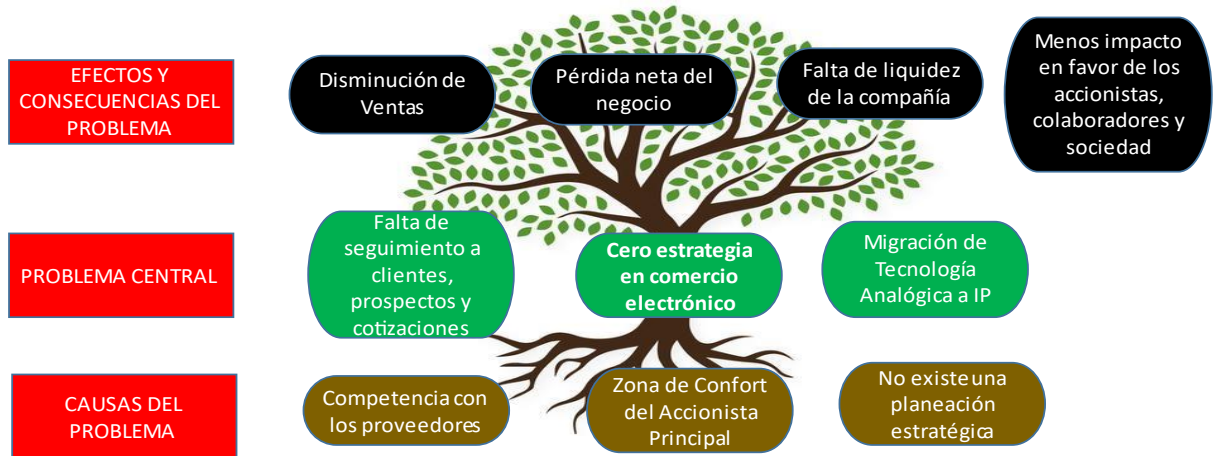 EFECTOS Y
CONSECUENCIAS DEL
PROBLEMA
Disminución de
Ventas
Pérdida neta del
negocio
Falta de liquidez
de la compañía
Menos impacto
en favor de los
accionistas,
colaboradores y
sociedad
PROBLEMA CENTRAL
Falta de
seguimiento a
clientes,
prospectos y
cotizaciones
Cero estrategia
en comercio
electrónico
Migración de
Tecnología
Analógica a IP
CAUSAS DEL
PROBLEMA
Competencia con
los proveedores
Zona de Confort
del Accionista
Principal
No existe una
planeación
estratégica